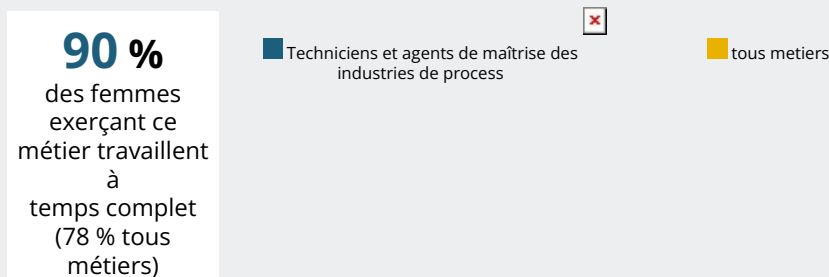 90 %
des femmes
exerçant ce
métier travaillent
à
temps complet
(78 % tous
métiers)
Techniciens et agents de maîtrise des
industries de process
tous metiers